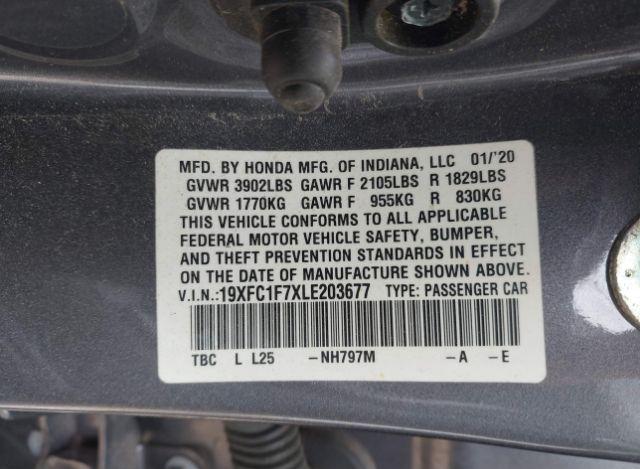 MFD. BY HONDA MFG. OF INDIANA, LLC 01/'20
GVWR 3902LBS GAWR F 2105LBS R 1829LBS
GVWR 1770KG GAWR F 955KG R 830KG
THIS VEHICLE CONFORMS TO ALL APPLICABLE
FEDERAL MOTOR VEHICLE SAFETY, BUMPER,
AND THEFT PREVENTION STANDARDS IN EFFECT
ON THE DATE OF MANUFACTURE SHOWN ABOVE.
V.I.N.:19XFC1F7XLE203677 TYPE: PASSENGER CAR
TBC L L25 -NH797M -A -E